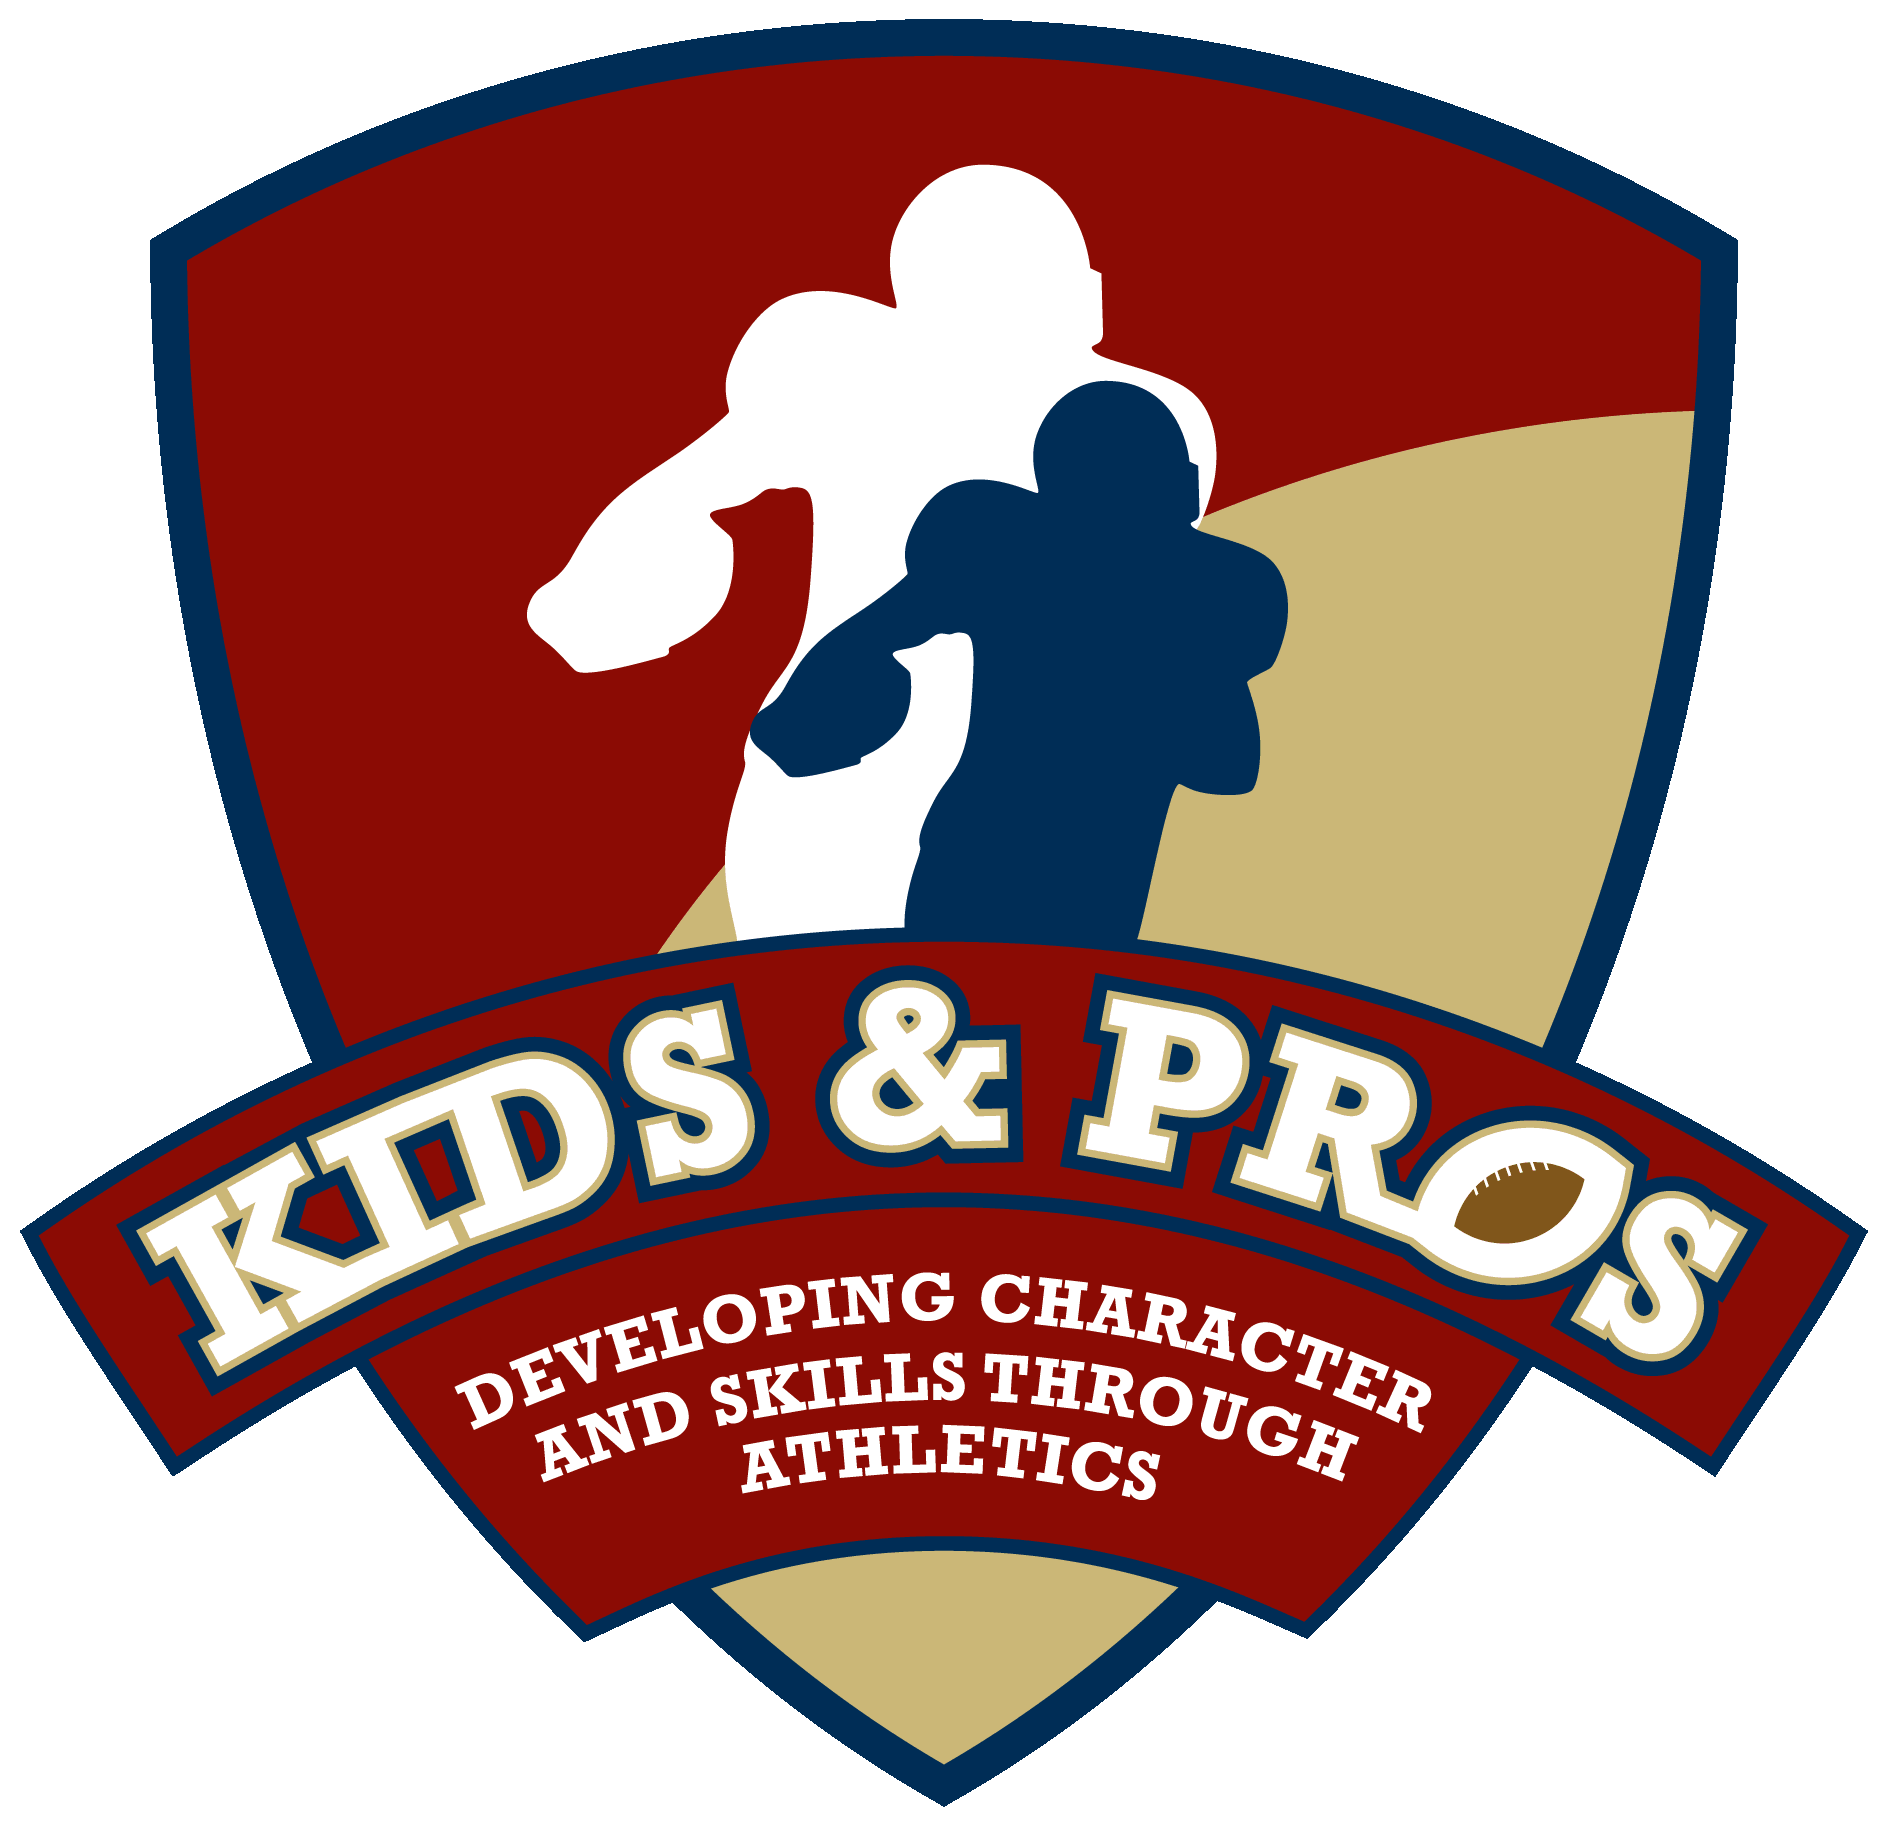 KIDS & PROS
DEVELOPING CHARACTER
AND SKILLS THROUGH
ATHLETICS